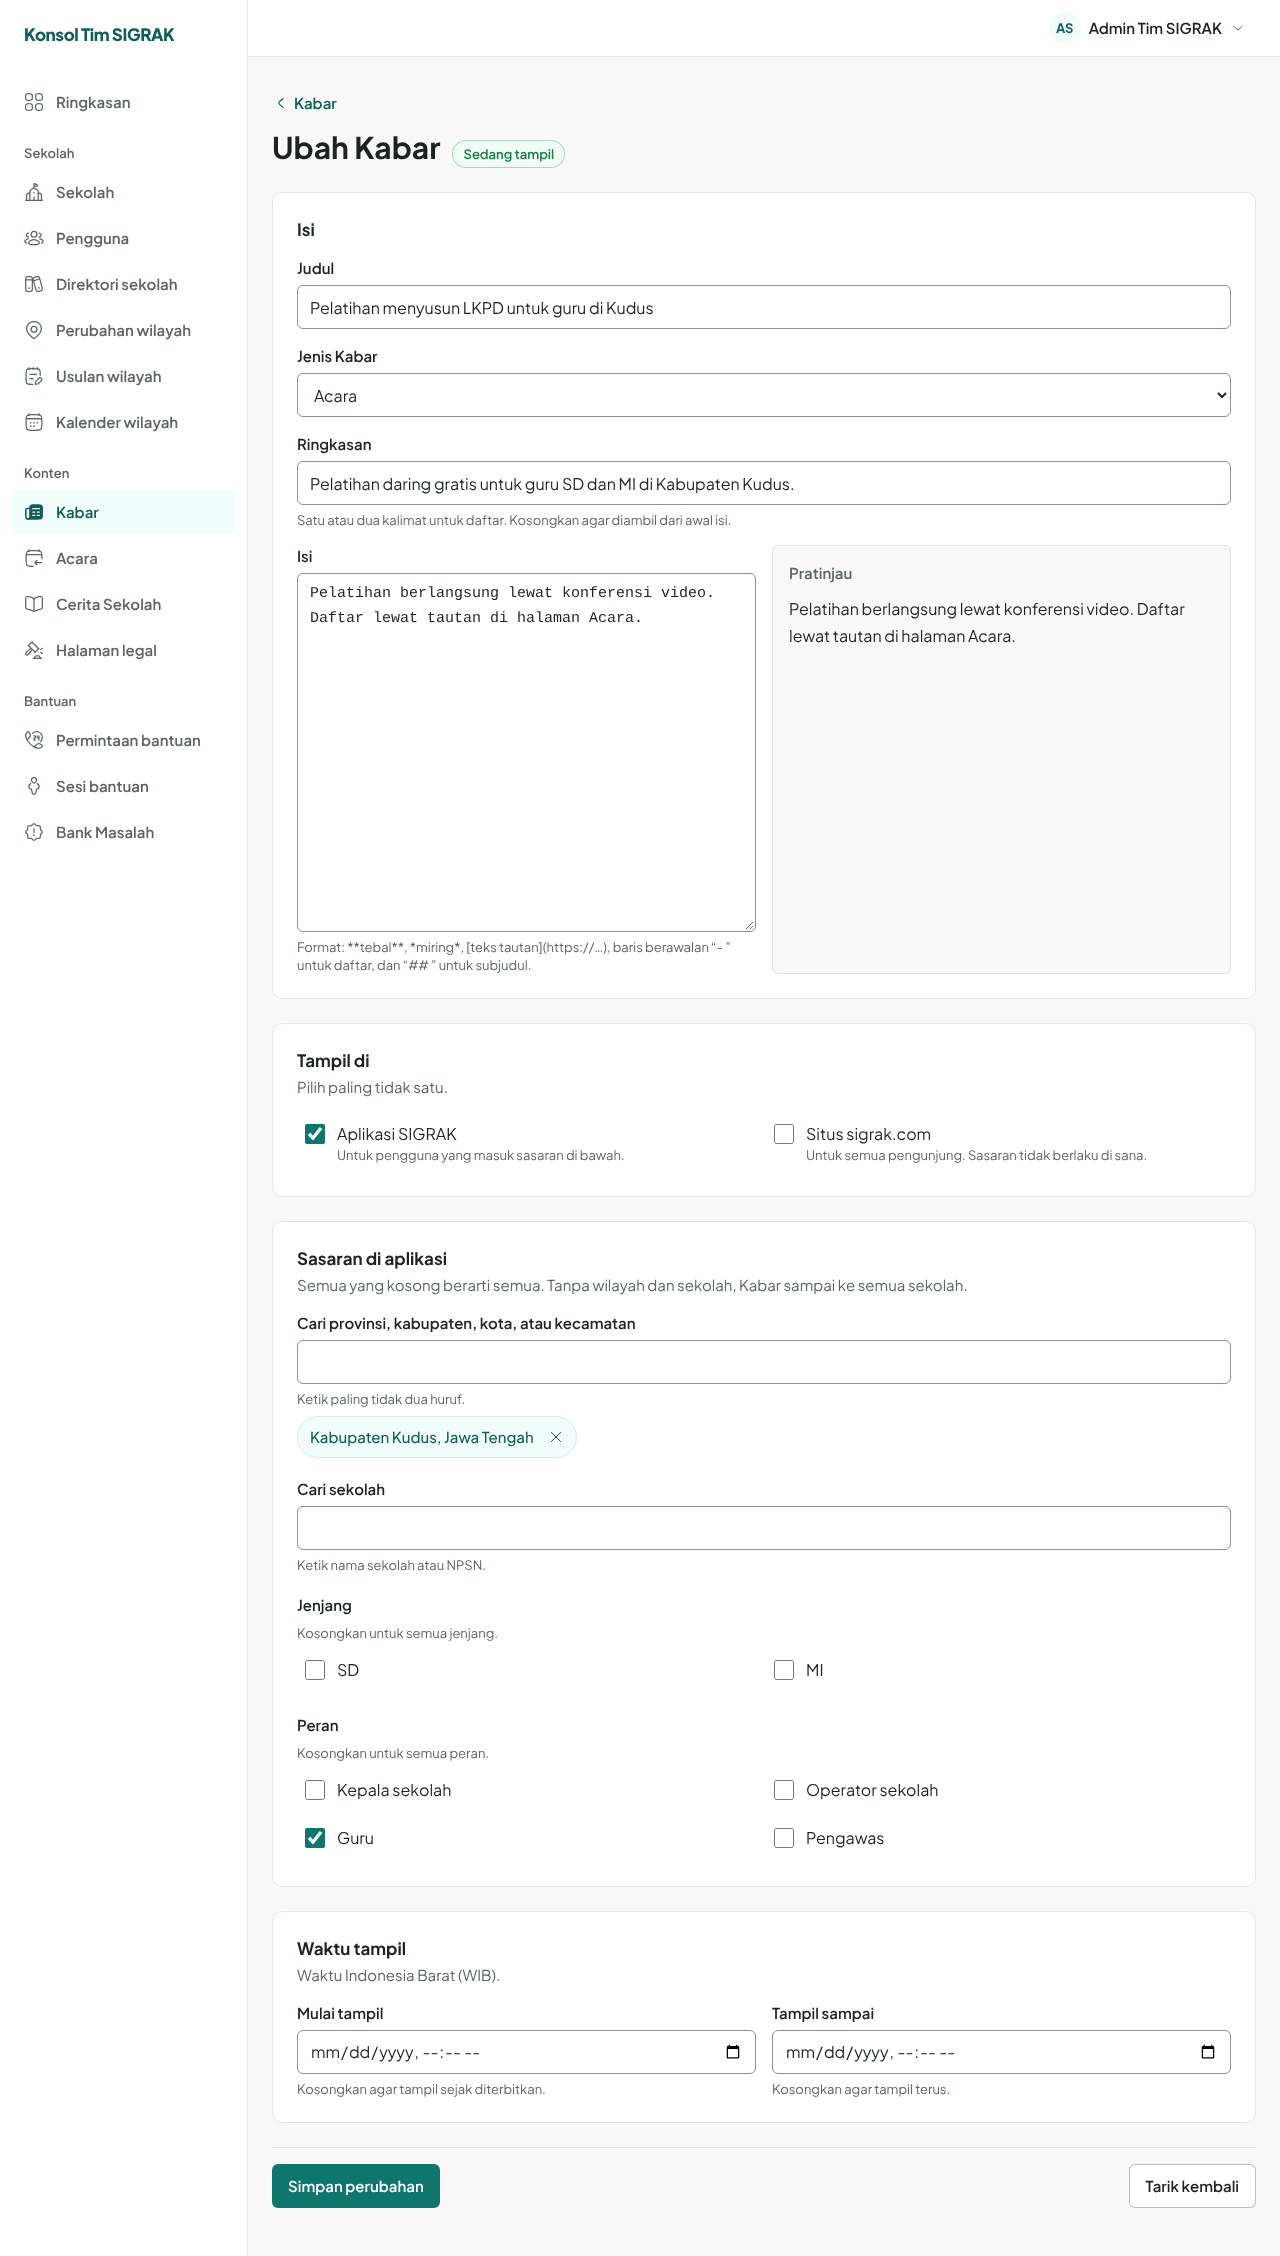 Konsol Tim SIGRAK
Ringkasan
Sekolah
Sekolah
Pengguna
Direktori sekolah
Perubahan wilayah
Usulan wilayah
Kalender wilayah
Konten
Kabar
Acara
Cerita Sekolah
Halaman legal
Bantuan
Permintaan bantuan
Sesi bantuan
Bank Masalah
AS Admin Tim SIGRAK
Kabar
Ubah Kabar Sedang tampil
Isi
Judul
Pelatihan menyusun LKPD untuk guru di Kudus
Jenis Kabar
Acara
Ringkasan
Pelatihan daring gratis untuk guru SD dan MI di Kabupaten Kudus.
Satu atau dua kalimat untuk daftar. Kosongkan agar diambil dari awal isi.
Isi
Pelatihan berlangsung lewat konferensi video.
Daftar lewat tautan di halaman Acara.
Format: **tebal**, *miring*, [teks tautan](https://…), baris berawalan “- ”
untuk daftar, dan “## ” untuk subjudul.
Pratinjau
Pelatihan berlangsung lewat konferensi video. Daftar
lewat tautan di halaman Acara.
Tampil di
Pilih paling tidak satu.
Aplikasi SIGRAK
Untuk pengguna yang masuk sasaran di bawah.
Situs sigrak.com
Untuk semua pengunjung. Sasaran tidak berlaku di sana.
Sasaran di aplikasi
Semua yang kosong berarti semua. Tanpa wilayah dan sekolah, Kabar sampai ke semua sekolah.
Cari provinsi, kabupaten, kota, atau kecamatan
Ketik paling tidak dua huruf.
Kabupaten Kudus, Jawa Tengah
Cari sekolah
Ketik nama sekolah atau NPSN.
Jenjang
Kosongkan untuk semua jenjang.
SD
MI
Peran
Kosongkan untuk semua peran.
Kepala sekolah
Operator sekolah
Guru
Pengawas
Waktu tampil
Waktu Indonesia Barat (WIB).
Mulai tampil
mm/dd/yyyy, --:-- --
Kosongkan agar tampil sejak diterbitkan.
Tampil sampai
mm/dd/yyyy, --:-- --
Kosongkan agar tampil terus.
Simpan perubahan
Tarik kembali